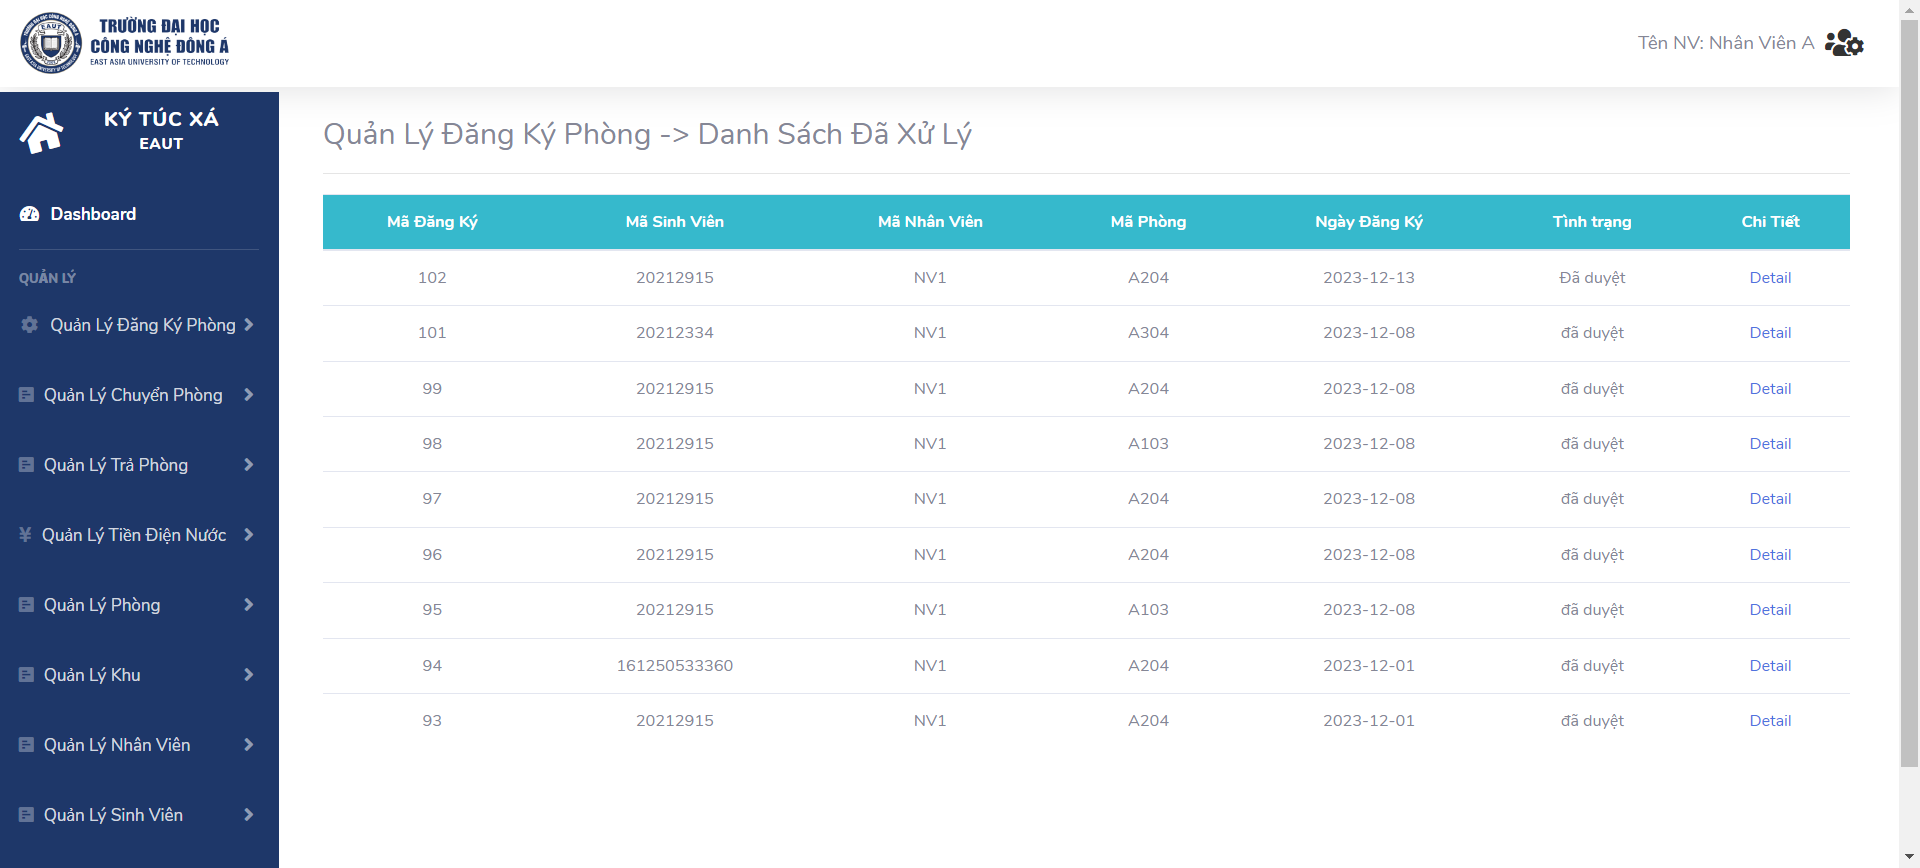 TRƯỜNG ĐẠI HỌC
CÔNG NGHỆ ĐÔNG Á
EAST ASIA UNIVERSITY OF TECHNOLOGY
EAUT
Tên NV: Nhân Viên A
KÝ TÚC XÁ
EAUT
Dashboard
QUẢN LÝ
Quản Lý Đăng Ký Phòng
Quản Lý Chuyển Phòng
Quản Lý Trả Phòng
Quản Lý Tiền Điện Nước
Quản Lý Phòng
Quản Lý Khu
Quản Lý Nhân Viên
Quản Lý Sinh Viên
Quản Lý Đăng Ký Phòng -> Danh Sách Đã Xử Lý
Mã Đăng Ký Mã Sinh Viên Mã Nhân Viên Mã Phòng Ngày Đăng Ký Tình trạng Chi Tiết
102 20212915 NV1 A204 2023-12-13 Đã duyệt Detail
101 20212334 NV1 A304 2023-12-08 đã duyệt Detail
99 20212915 NV1 A204 2023-12-08 đã duyệt Detail
98 20212915 NV1 A103 2023-12-08 đã duyệt Detail
97 20212915 NV1 A204 2023-12-08 đã duyệt Detail
96 20212915 NV1 A204 2023-12-08 đã duyệt Detail
95 20212915 NV1 A103 2023-12-08 đã duyệt Detail
94 161250533360 NV1 A204 2023-12-01 đã duyệt Detail
93 20212915 NV1 A204 2023-12-01 đã duyệt Detail